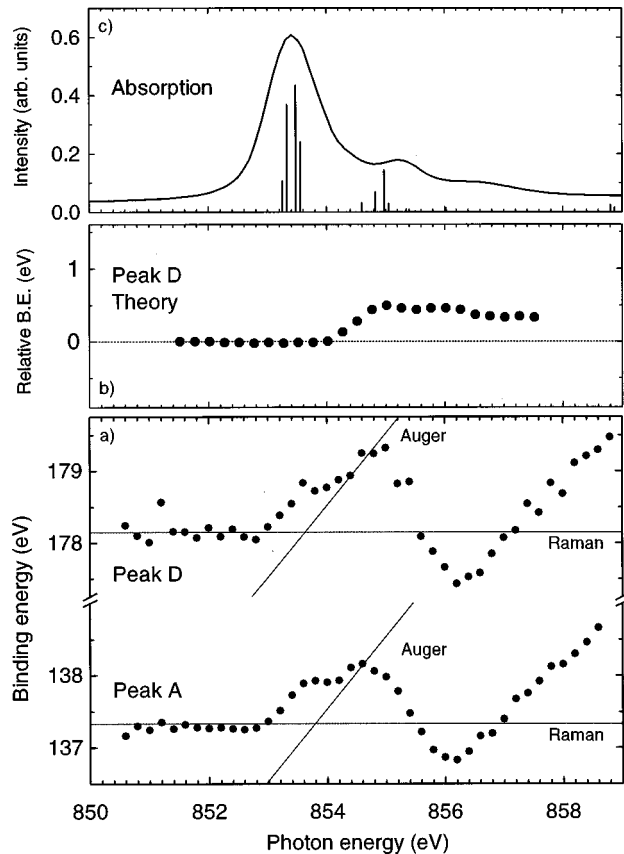 c)
Intensity (arb. units)
0.6
0.4
0.2
0.0
Absorption
Relative B.E. (eV)
1
0
Peak D
Theory
b)
a)
Binding energy (eV)
179
178
138
137
Auger
Raman
Peak D
Auger
Peak A
Raman
850 852 854 856 858
Photon energy (eV)